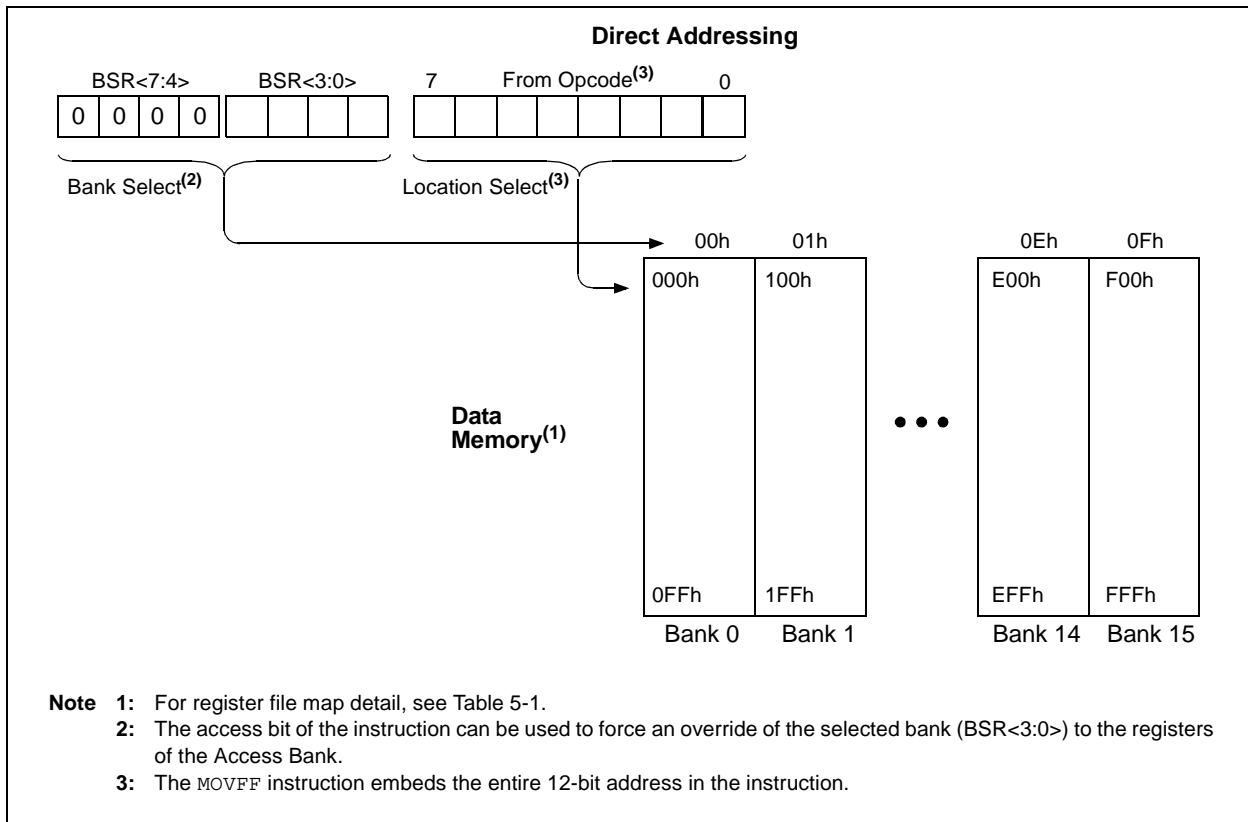 Direct Addressing
BSR<7:4> BSR<3:0> 7 From Opcode(3) 0
0 0 0 0
Bank Select(2) Location Select(3)
00h 01h 0Eh 0Fh
000h 100h E00h F00h
Data
Memory(1)
0FFh 1FFh EFFh FFFh
Bank 0 Bank 1 Bank 14 Bank 15
Note 1: For register file map detail, see Table 5-1.
2: The access bit of the instruction can be used to force an override of the selected bank (BSR<3:0>) to the registers
of the Access Bank.
3: The MOVFF instruction embeds the entire 12-bit address in the instruction.